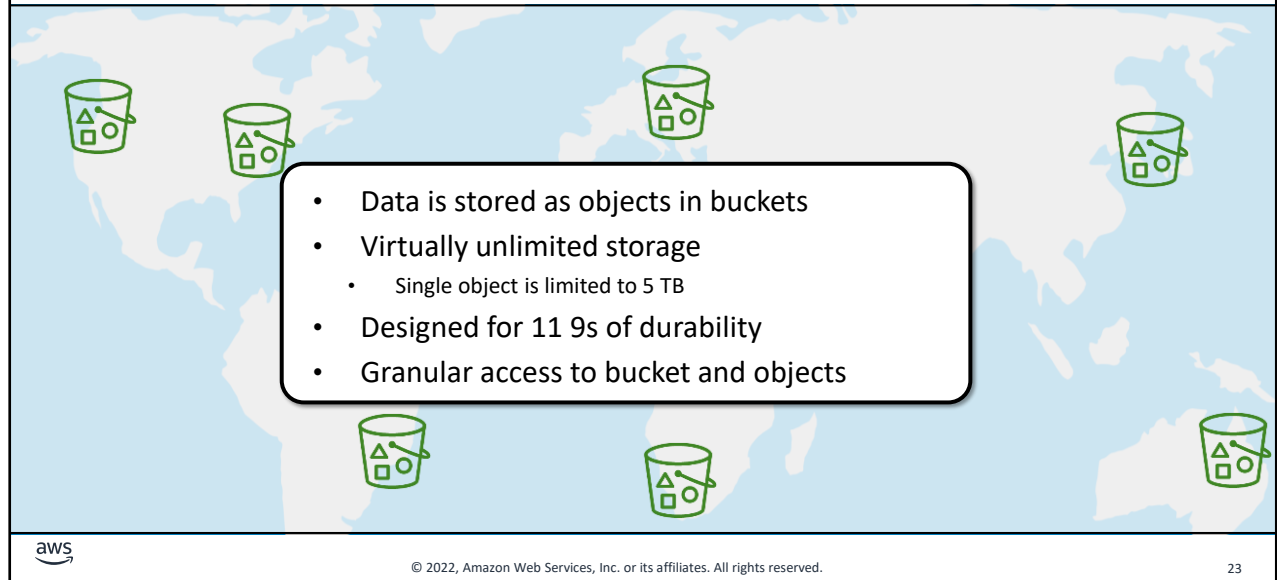 • Data is stored as objects in buckets
• Virtually unlimited storage
• Single object is limited to 5 TB
• Designed for 11 9s of durability
• Granular access to bucket and objects
aws
© 2022, Amazon Web Services, Inc. or its affiliates. All rights reserved.
23